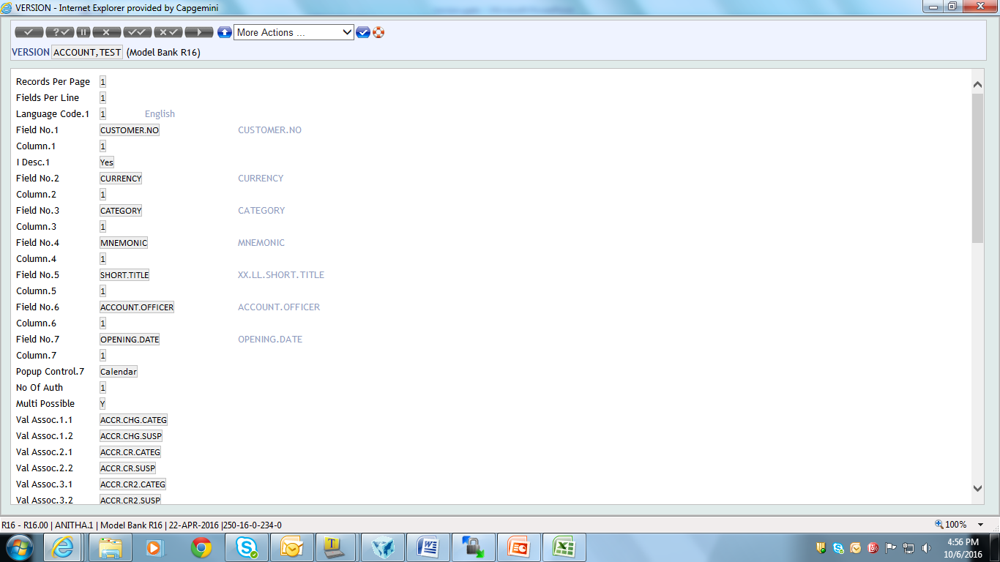 VERSION - Internet Explorer provided by Capgemini
More Actions ...
VERSION ACCOUNT,TEST (Model Bank R16)
Records Per Page 1
Fields Per Line 1
Language Code.1 1 English
Field No.1 CUSTOMER.NO CUSTOMER.NO
Column.1 1
I Desc.1 Yes
Field No.2 CURRENCY CURRENCY
Column.2 1
Field No.3 CATEGORY CATEGORY
Column.3 1
Field No.4 MNEMONIC MNEMONIC
Column.4 1
Field No.5 SHORT.TITLE XX.LL.SHORT.TITLE
Column.5 1
Field No.6 ACCOUNT.OFFICER ACCOUNT.OFFICER
Column.6 1
Field No.7 OPENING.DATE OPENING.DATE
Column.7 1
Popup Control.7 Calendar
No Of Auth 1
Multi Possible Y
Val Assoc.1.1 ACCR.CHG.CATEG
Val Assoc.1.2 ACCR.CHG.SUSP
Val Assoc.2.1 ACCR.CR.CATEG
Val Assoc.2.2 ACCR.CR.SUSP
Val Assoc.3.1 ACCR.CR2.CATEG
Val Assoc.3.2 ACCR.CR2.SUSP
R16 - R16.00 | ANITHA.1 | Model Bank R16 | 22-APR-2016 |250-16-0-234-0
100%
4:56 PM
10/6/2016